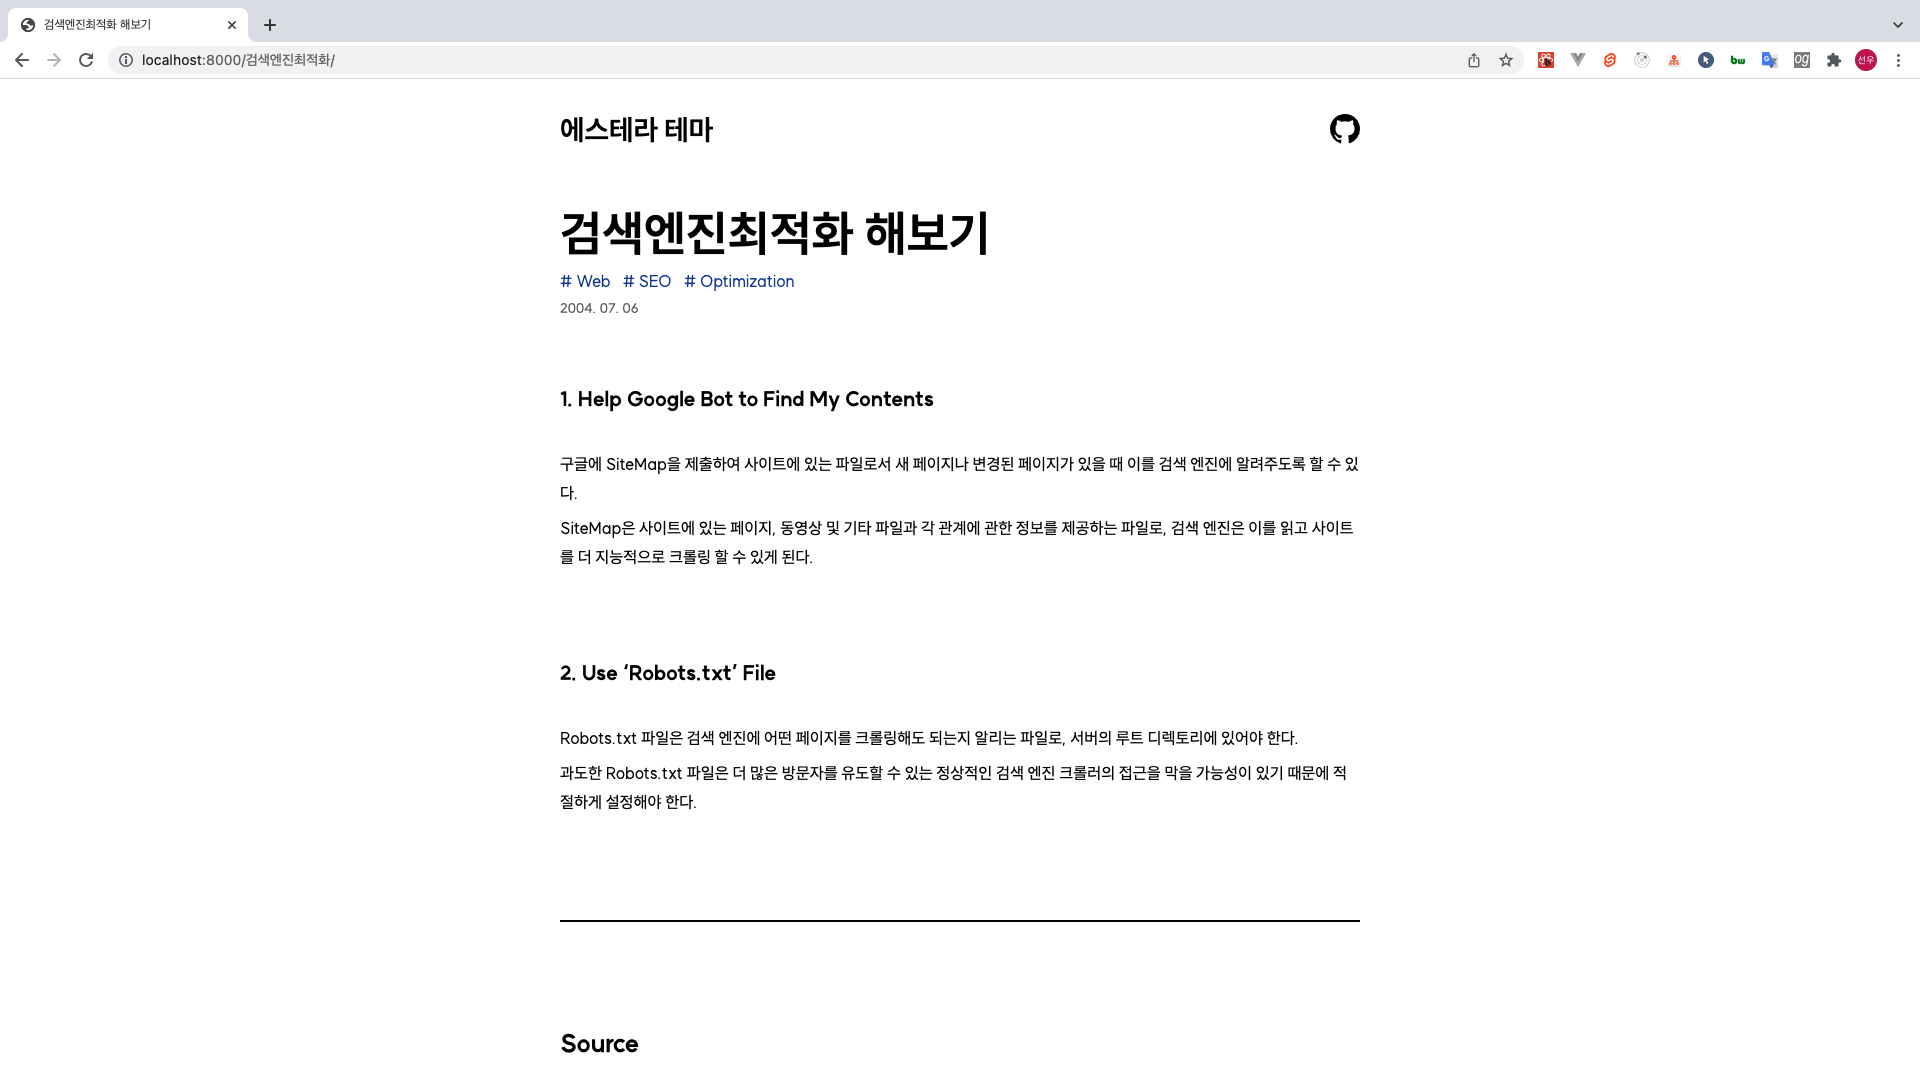 검색엔진최적화 해보기
localhost:8000/검색엔진최적화/
bw
og
선우
에스테라 테마
검색엔진최적화 해보기
# Web # SEO # Optimization
2004. 07. 06
1. Help Google Bot to Find My Contents
구글에 SiteMap을 제출하여 사이트에 있는 파일로서 새 페이지나 변경된 페이지가 있을 때 이를 검색 엔진에 알려주도록 할 수 있
다.
SiteMap은 사이트에 있는 페이지, 동영상 및 기타 파일과 각 관계에 관한 정보를 제공하는 파일로, 검색 엔진은 이를 읽고 사이트
를 더 지능적으로 크롤링 할 수 있게 된다.
2. Use ‘Robots.txt’ File
Robots.txt 파일은 검색 엔진에 어떤 페이지를 크롤링해도 되는지 알리는 파일로, 서버의 루트 디렉토리에 있어야 한다.
과도한 Robots.txt 파일은 더 많은 방문자를 유도할 수 있는 정상적인 검색 엔진 크롤러의 접근을 막을 가능성이 있기 때문에 적
절하게 설정해야 한다.
Source